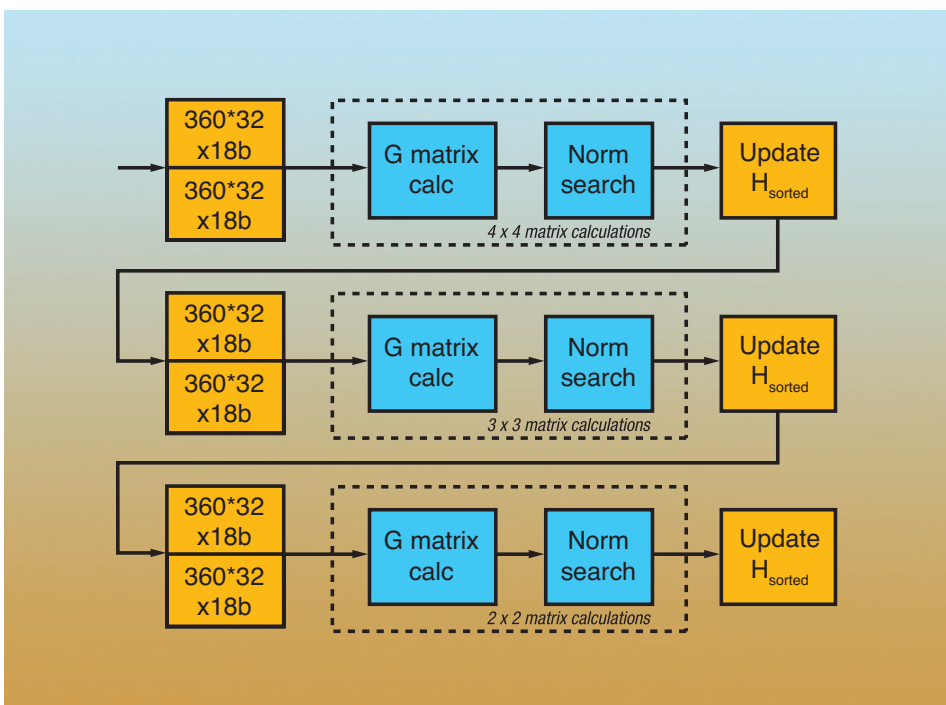 360*32
x18b
360*32
x18b
G matrix
calc
Norm
search
Update
Hsorted
4 x 4 matrix calculations
360*32
x18b
360*32
x18b
G matrix
calc
Norm
search
Update
Hsorted
3 x 3 matrix calculations
360*32
x18b
360*32
x18b
G matrix
calc
Norm
search
Update
Hsorted
2 x 2 matrix calculations